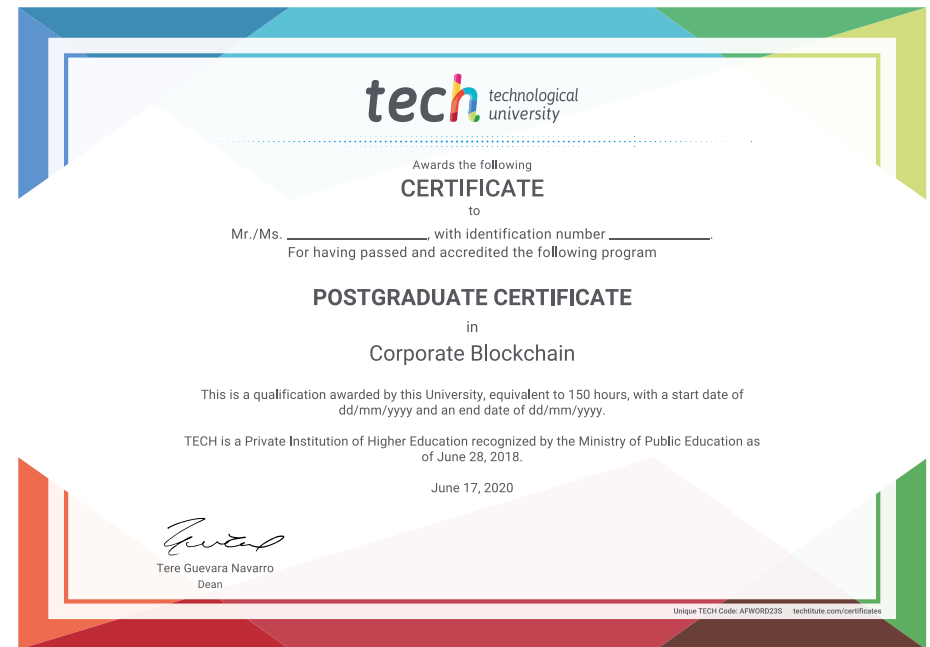 tech technological
university
Awards the following
CERTIFICATE
to
Mr./Ms. ____________________, with identification number ______________.
For having passed and accredited the following program
POSTGRADUATE CERTIFICATE
in
Corporate Blockchain
This is a qualification awarded by this University, equivalent to 150 hours, with a start date of
dd/mm/yyyy and an end date of dd/mm/yyyy.
TECH is a Private Institution of Higher Education recognized by the Ministry of Public Education as
of June 28, 2018.
June 17, 2020
Tere Guevara Navarro
Dean
Unique TECH Code: AFWORD23S techtitute.com/certificates